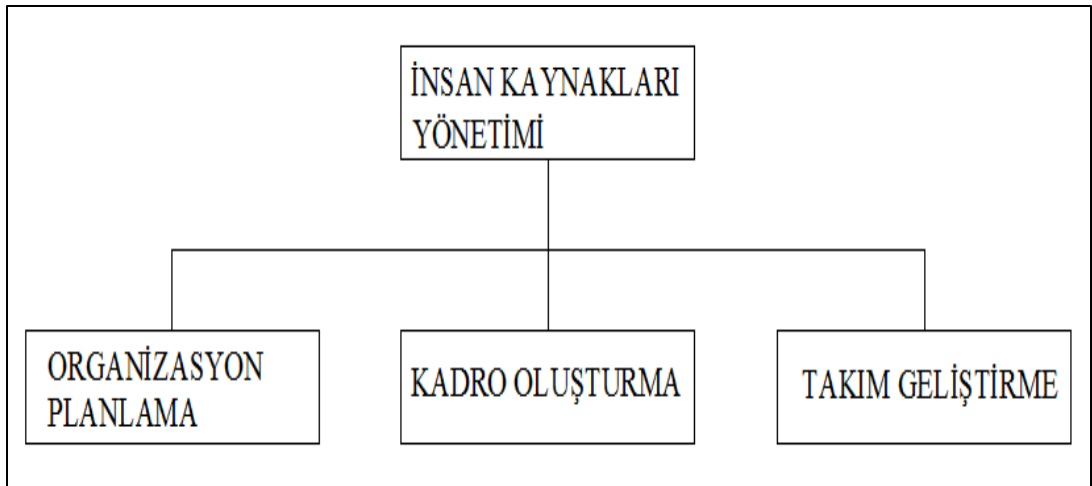 İNSAN KAYNAKLARI
YÖNETİMİ
ORGANİZASYON
PLANLAMA
KADRO OLUŞTURMA
TAKIM GELİŞTİRME